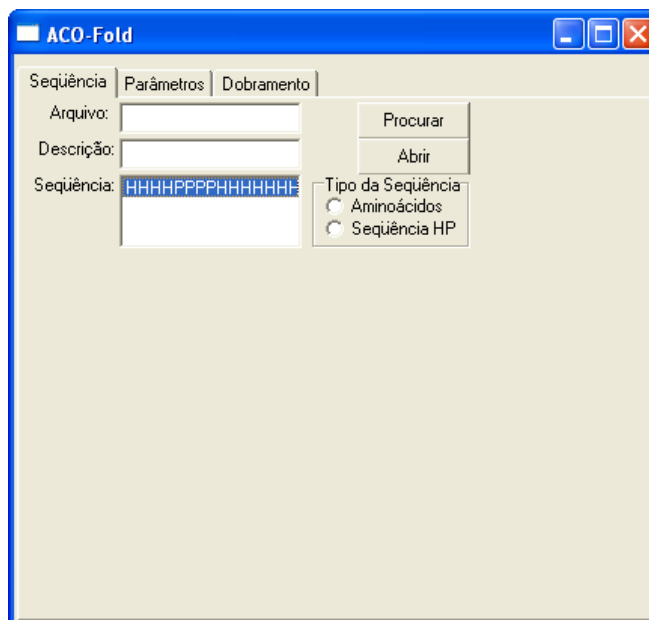 ACO-Fold
Seqüência Parâmetros Dobramento
Arquivo: Procurar
Descrição: Abrir
Seqüência: HHHHPPPPHHHHHHH Tipo da Seqüência
Aminoácidos
Seqüência HP